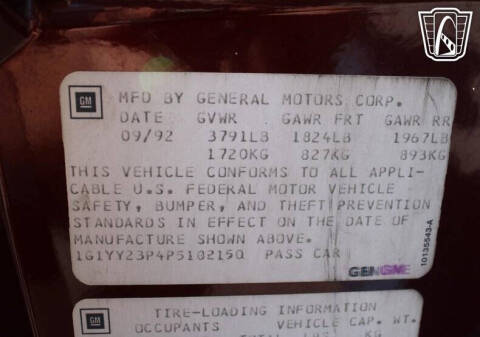 GM
MFD BY GENERAL MOTORS CORP.
DATE GVWR GAWR FRT GAWR RR
09/92 3791LB 1824LB 1967LB
1720KG 827KG 893KG
THIS VEHICLE CONFORMS TO ALL APPLI-
CABLE U.S. FEDERAL MOTOR VEHICLE
SAFETY, BUMPER, AND THEFT PREVENTION
STANDARDS IN EFFECT ON THE DATE OF
MANUFACTURE SHOWN ABOVE.
1G1YY23P4P5102150 PASS CAR
10135543-A
GM
TIRE-LOADING INFORMATION
OCCUPANTS VEHICLE CAP. WT.
KG